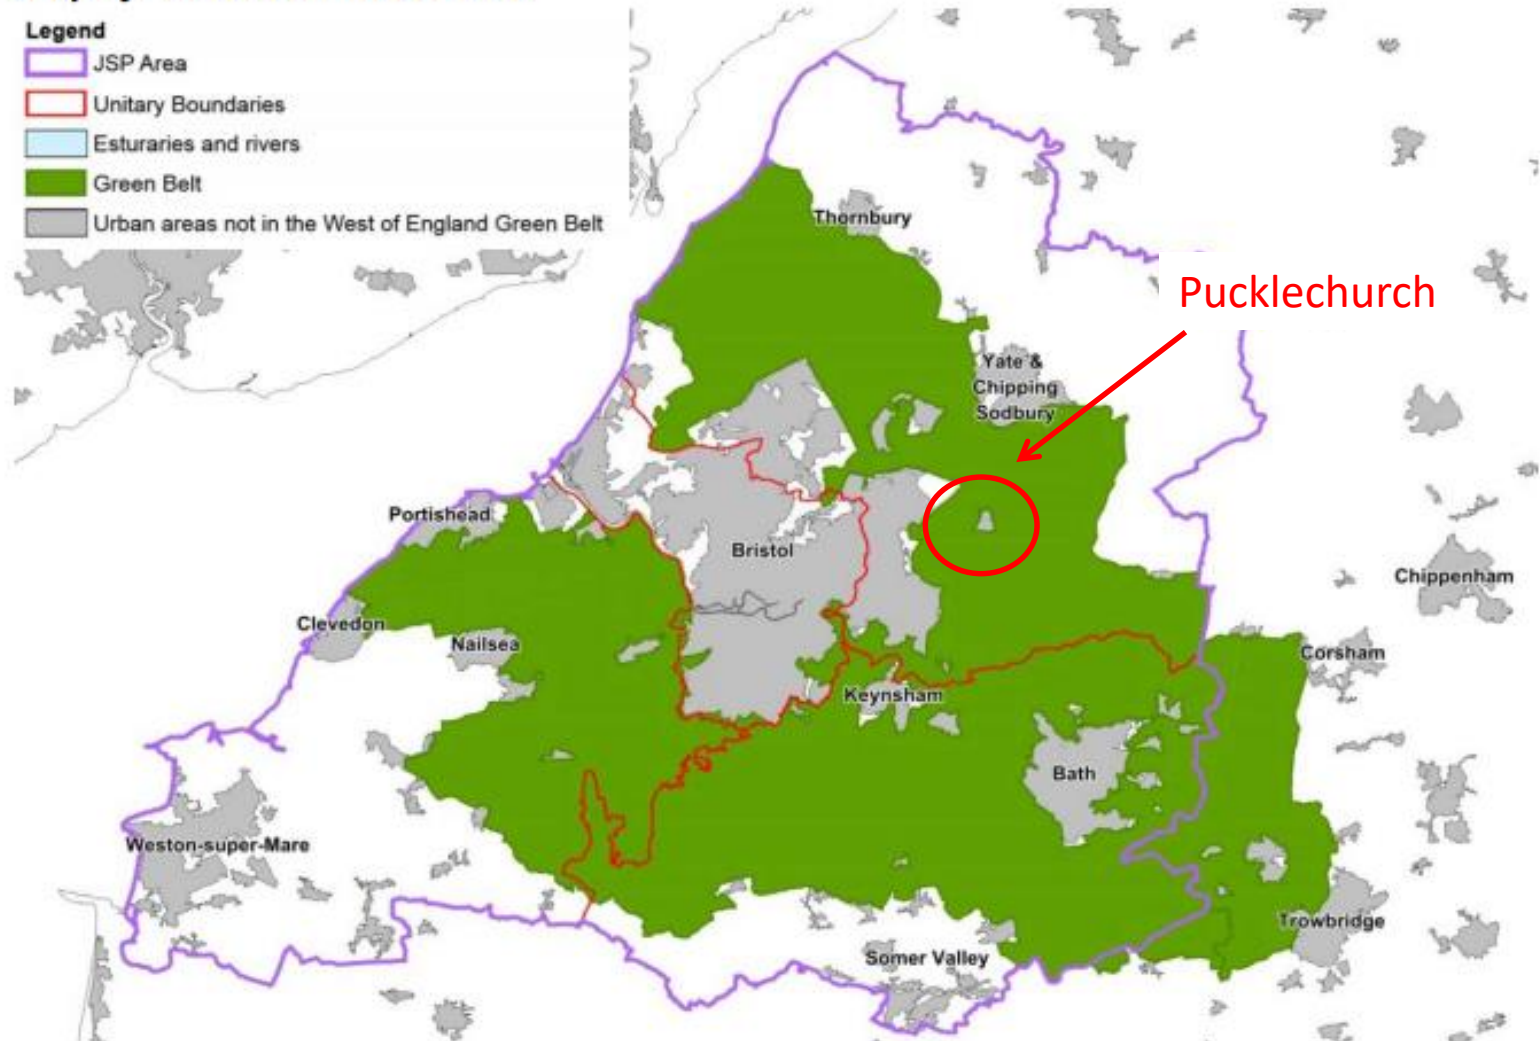 Legend
JSP Area
Unitary Boundaries
Esturaries and rivers
Green Belt
Urban areas not in the West of England Green Belt
Thornbury
Pucklechurch
Yate &
Chipping
Sodbury
Portishead
Bristol
Chippenham
Clevedon
Nailsea
Corsham
Keynsham
Bath
Weston-super-Mare
Trowbridge
Somer Valley